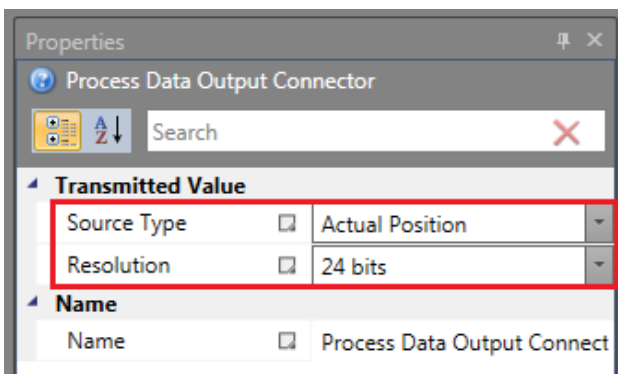 Properties
Process Data Output Connector
Search
Transmitted Value
Source Type Actual Position
Resolution 24 bits
Name
Name Process Data Output Connect